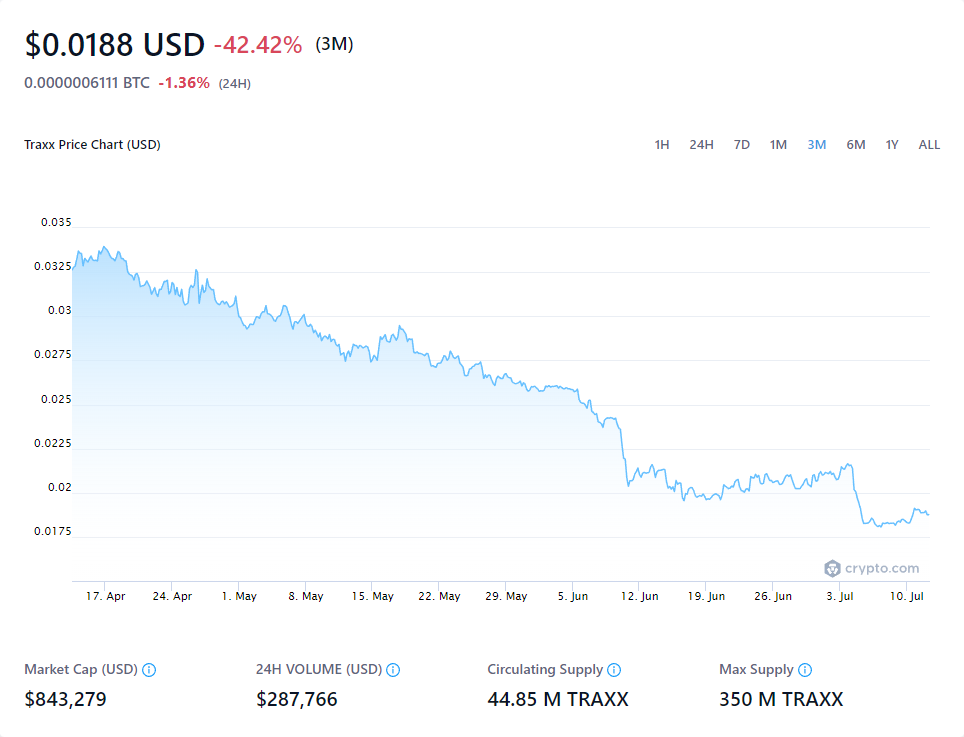 $0.0188 USD -42.42% (3M)
0.0000006111 BTC -1.36% (24H)
Traxx Price Chart (USD) 1H 24H 7D 1M 3M 6M 1Y ALL
0.035
0.0325
0.03
0.0275
0.025
0.0225
0.02
0.0175
crypto.com
17. Apr 24. Apr 1. May 8. May 15. May 22. May 29. May 5. Jun 12. Jun 19. Jun 26. Jun 3. Jul 10. Jul
Market Cap (USD) 24H VOLUME (USD) Circulating Supply Max Supply
$843,279 $287,766 44.85 M TRAXX 350 M TRAXX